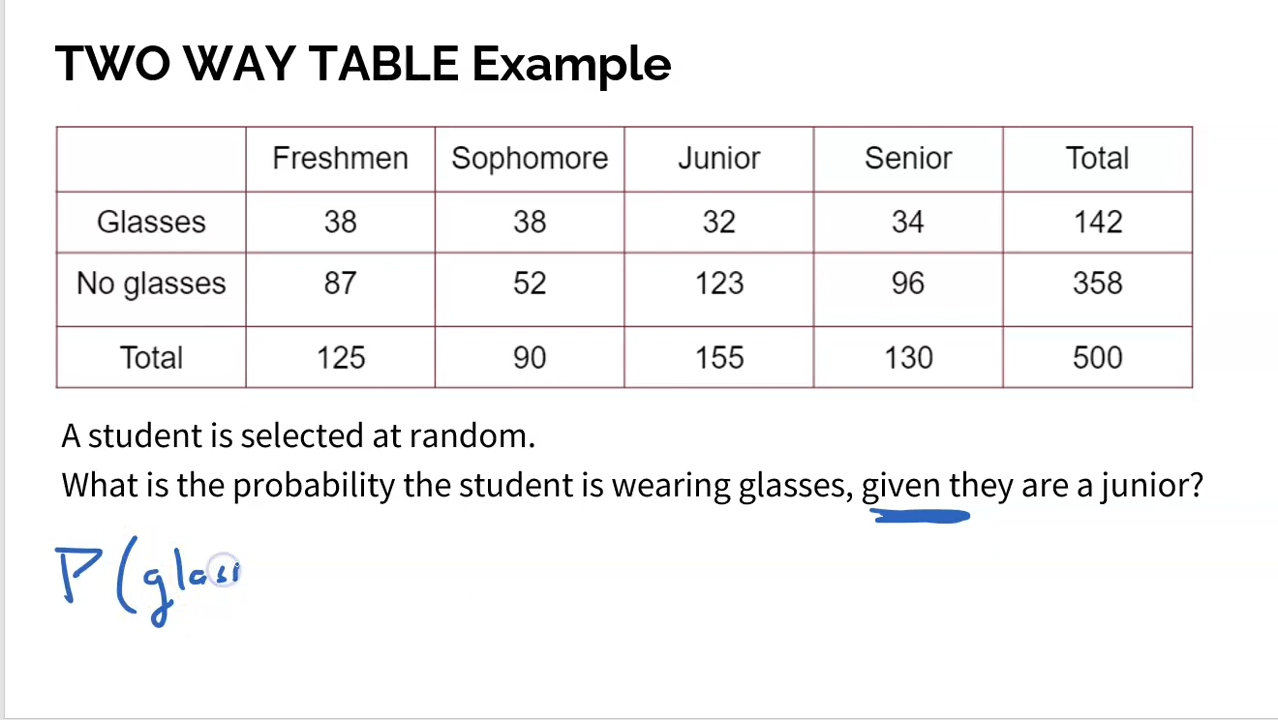 TWO WAY TABLE Example
Freshmen Sophomore Junior Senior Total
Glasses 38 38 32 34 142
No glasses 87 52 123 96 358
Total 125 90 155 130 500
A student is selected at random.
What is the probability the student is wearing glasses, given they are a junior?
P(glass